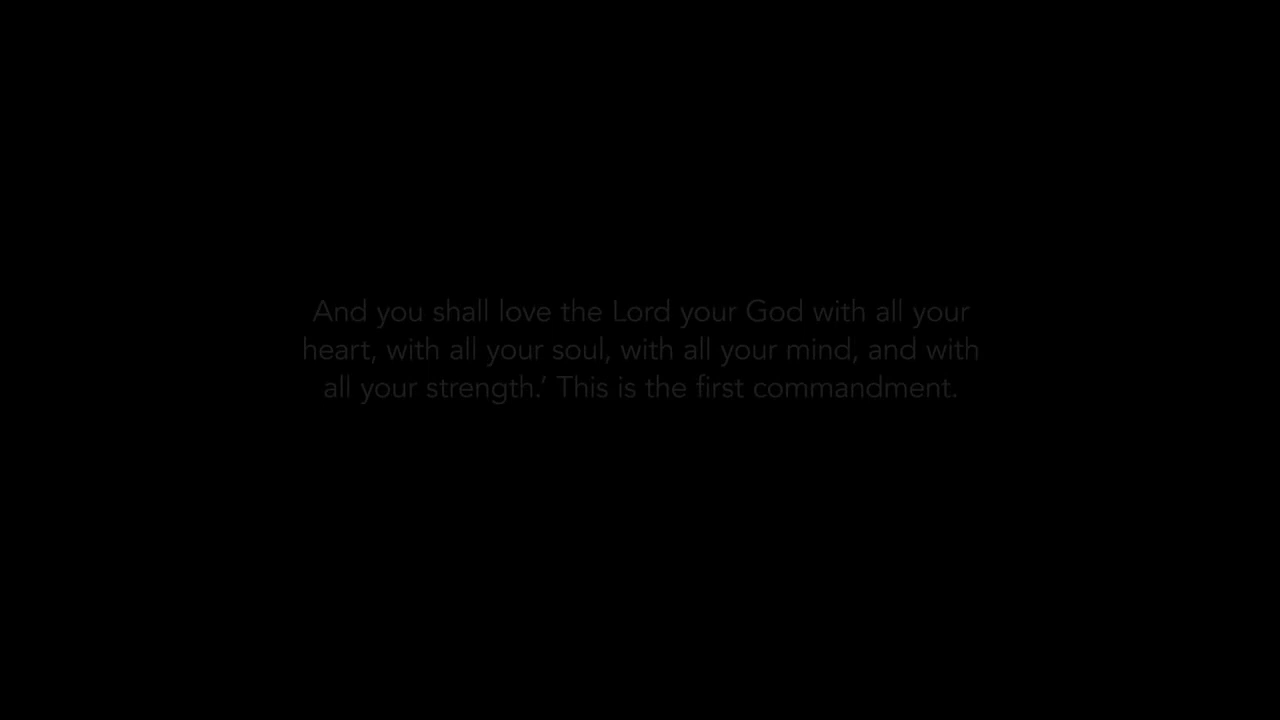 And you shall love the Lord your God with all your
heart, with all your soul, with all your mind, and with
all your strength.’ This is the first commandment.